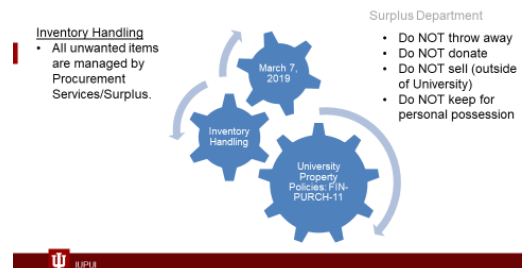 Inventory Handling
• All unwanted items
are managed by
Procurement
Services/Surplus.
March 7,
2019
Inventory
Handling
University
Property
Policies: FIN-
PURCH-11
Surplus Department
• Do NOT throw away
• Do NOT donate
• Do NOT sell (outside
of University)
• Do NOT keep for
personal possession
IUPUI